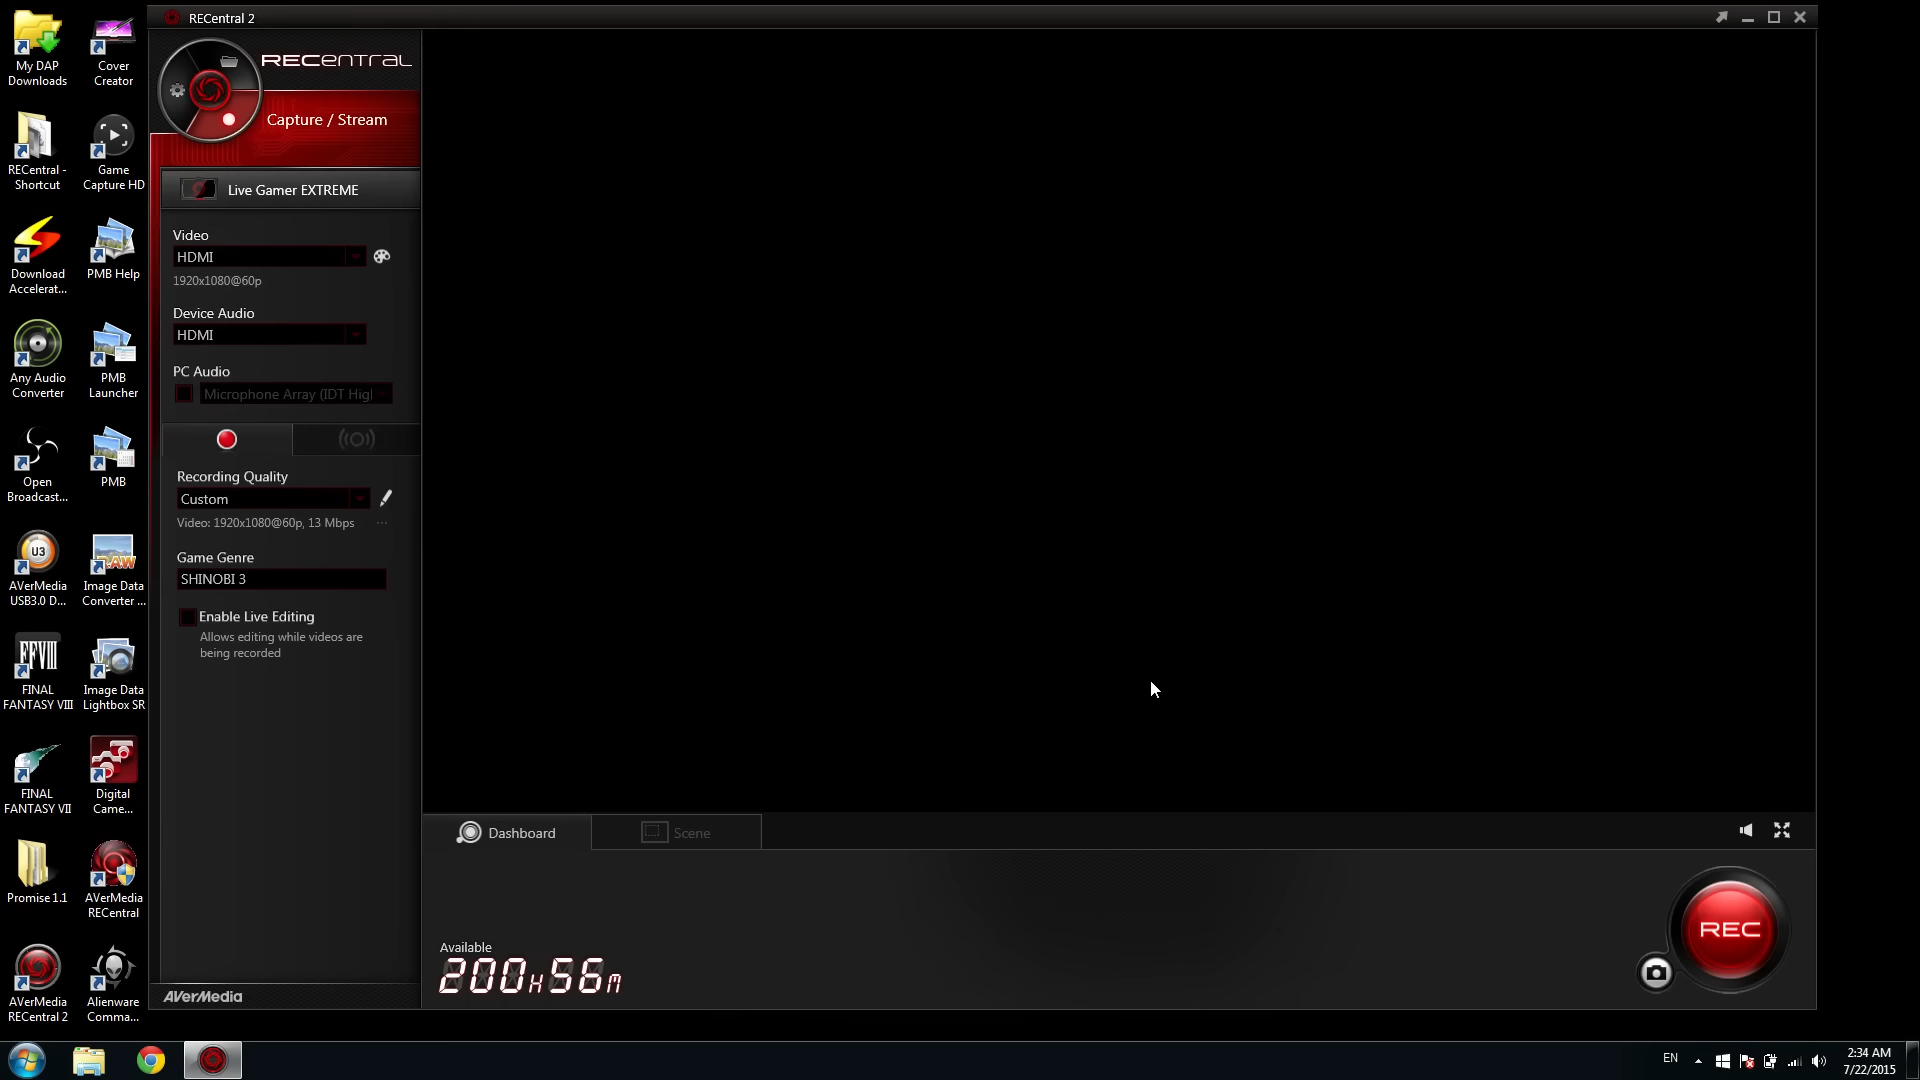 RECentral 2
My DAP
Downloads
Cover
Creator
RECentral -
Shortcut
Game
Capture HD
Download
Accelerat...
PMB Help
Any Audio
Converter
PMB
Launcher
Open
Broadcast...
PMB
U3
AVerMedia
USB3.0 D...
RAW
Image Data
Converter ...
FFVIII
FINAL
FANTASY VIII
Image Data
Lightbox SR
FINAL
FANTASY VII
Digital
Came...
Promise 1.1
AVerMedia
RECentral
AVerMedia
RECentral 2
Alienware
Comma...
RECentral
Capture / Stream
Live Gamer EXTREME
Video
HDMI
1920x1080@60p
Device Audio
HDMI
PC Audio
Microphone Array (IDT Hig
Recording Quality
Custom
Video: 1920x1080@60p, 13 Mbps ...
Game Genre
SHINOBI 3
Enable Live Editing
Allows editing while videos are
being recorded
AVerMedia
Dashboard
Scene
Available
200H56M
REC
EN
2:34 AM
7/22/2015